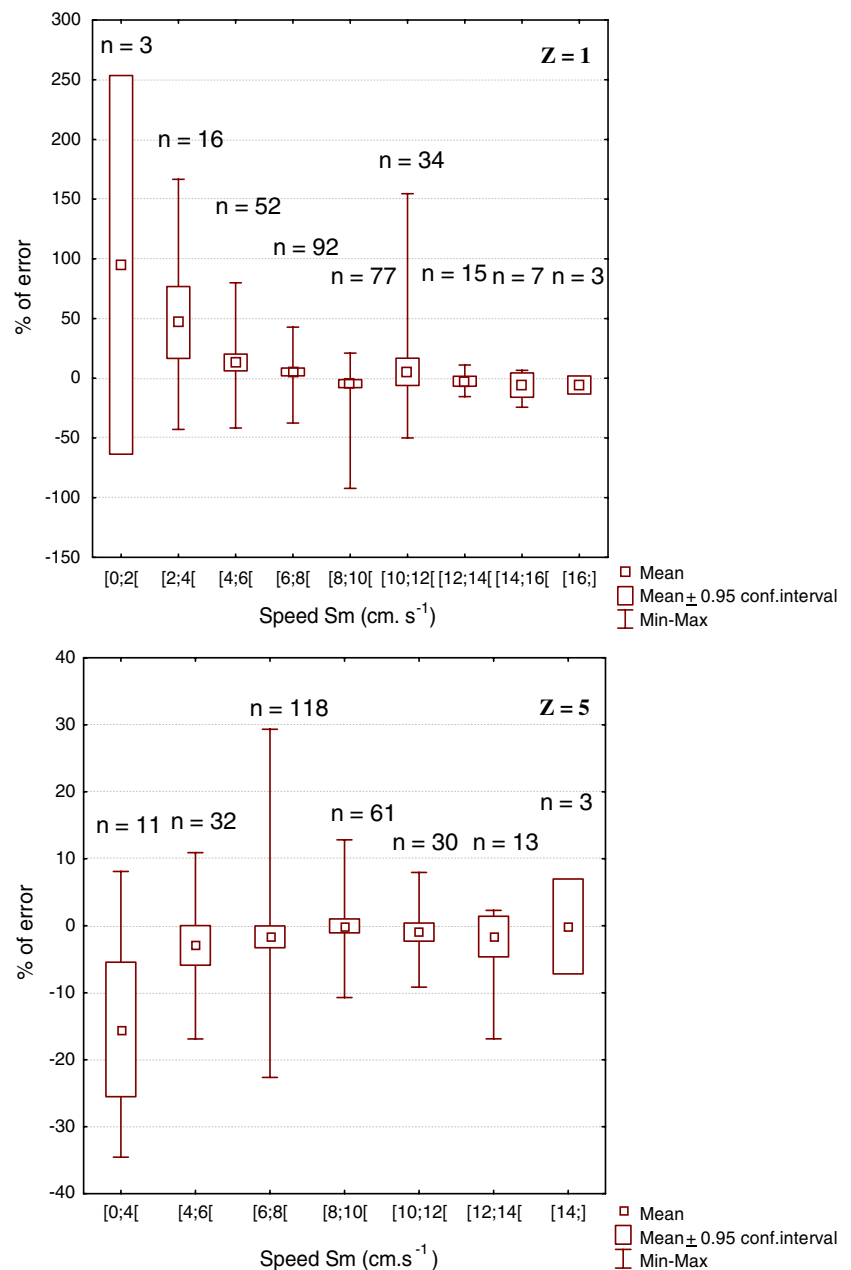 300
250
200
150
100
50
0
-50
-100
-150
% of error
n = 3
n = 16
n = 52
n = 92
n = 77
n = 34
n = 15
n = 7
n = 3
Z = 1
[0;2[ [2;4[ [4;6[ [6;8[ [8;10[ [10;12[ [12;14[ [14;16[ [16;]
Speed Sm (cm. s-1)
Mean
Mean ± 0.95 conf.interval
Min-Max
40
30
20
10
0
-10
-20
-30
-40
% of error
n = 11
n = 32
n = 118
n = 61
n = 30
n = 13
n = 3
Z = 5
[0;4[ [4;6[ [6;8[ [8;10[ [10;12[ [12;14[ [14;]
Speed Sm (cm.s-1)
Mean
Mean ± 0.95 conf.interval
Min-Max